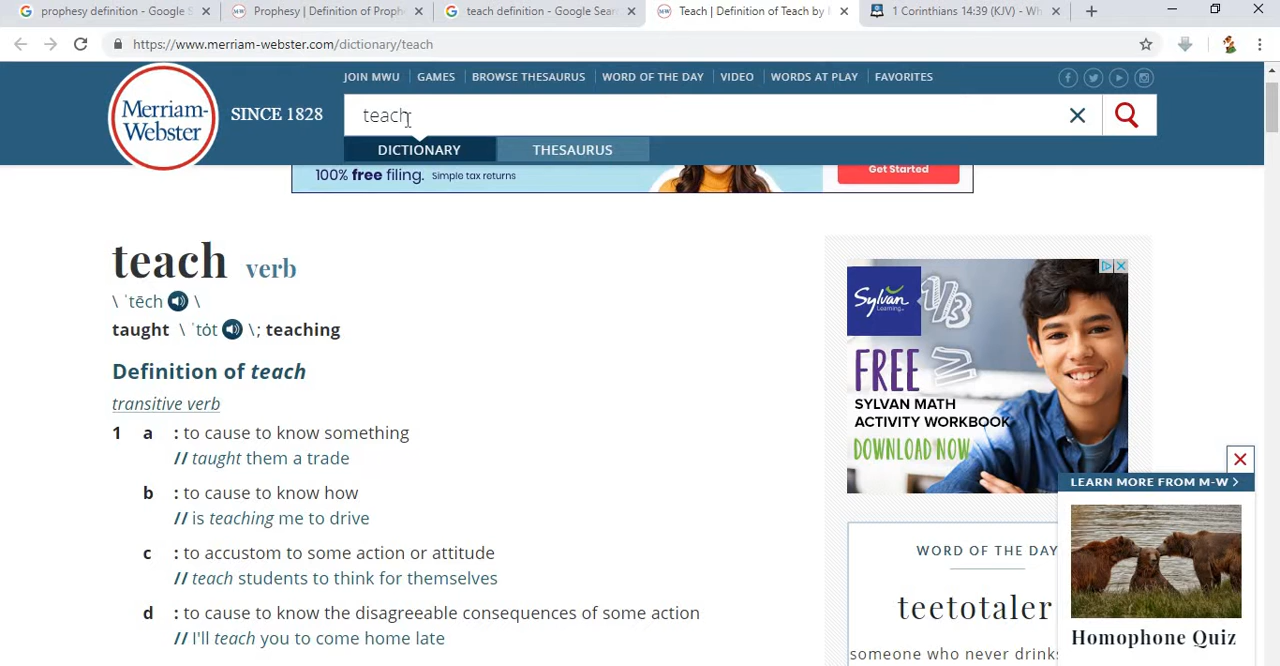 prophesy definition - Google S
Prophesy | Definition of Proph
teach definition - Google Sear
Teach | Definition of Teach by
1 Corinthians 14:39 (KJV) - Wh
https://www.merriam-webster.com/dictionary/teach
JOIN MWU
GAMES
BROWSE THESAURUS
WORD OF THE DAY
VIDEO
WORDS AT PLAY
FAVORITES
Merriam-
Webster
SINCE 1828
teach
DICTIONARY
THESAURUS
100% free filing. Simple tax returns
Get Started
teach verb
\ ˈtēch \
taught \ ˈtȯt \; teaching
Definition of teach
transitive verb
1 a : to cause to know something
// taught them a trade
b : to cause to know how
// is teaching me to drive
c : to accustom to some action or attitude
// teach students to think for themselves
d : to cause to know the disagreeable consequences of some action
// I'll teach you to come home late
Sylvan
Learning
1/3
FREE
SYLVAN MATH
ACTIVITY WORKBOOK
DOWNLOAD NOW
WORD OF THE DAY
teetotaler
someone who never drinks
LEARN MORE FROM M-W >
Homophone Quiz